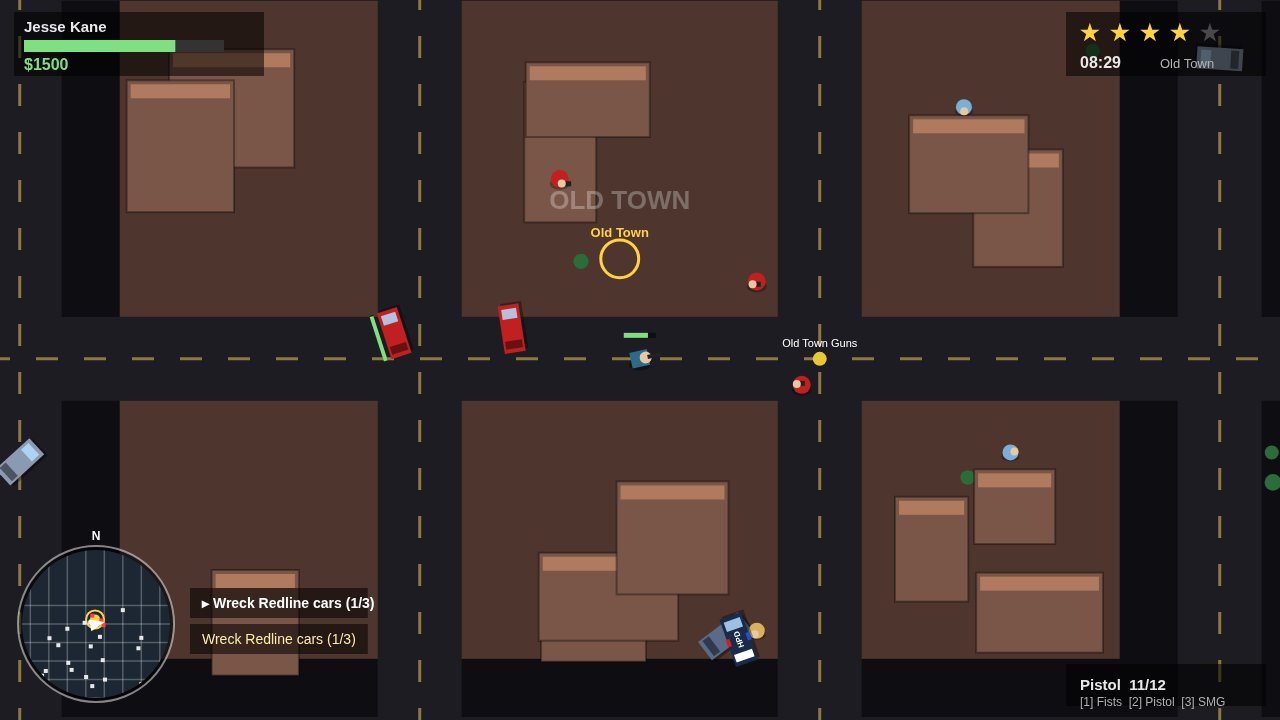 Jesse Kane
$1500
★ ★ ★ ★ ★
08:29 Old Town
OLD TOWN
Old Town
Old Town Guns
N
▸ Wreck Redline cars (1/3)
Wreck Redline cars (1/3)
HPD
Pistol 11/12
[1] Fists [2] Pistol [3] SMG